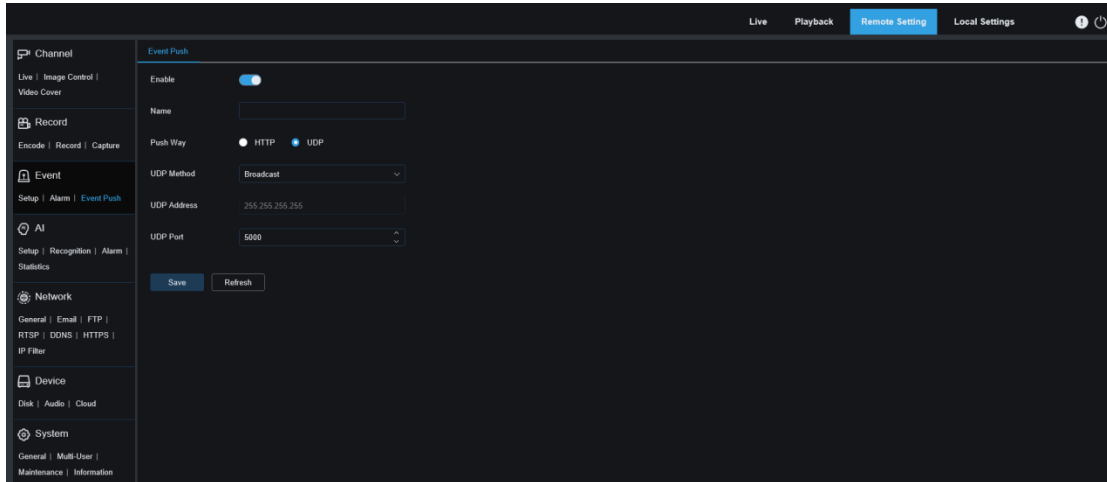 Live Playback Remote Setting Local Settings
Channel
Live | Image Control |
Video Cover
Record
Encode | Record | Capture
Event
Setup | Alarm | Event Push
AI
Setup | Recognition | Alarm |
Statistics
Network
General | Email | FTP |
RTSP | DDNS | HTTPS |
IP Filter
Device
Disk | Audio | Cloud
System
General | Multi-User |
Maintenance | Information
Event Push
Enable
Name
Push Way HTTP UDP
UDP Method Broadcast
UDP Address 255.255.255.255
UDP Port 5000
Save Refresh